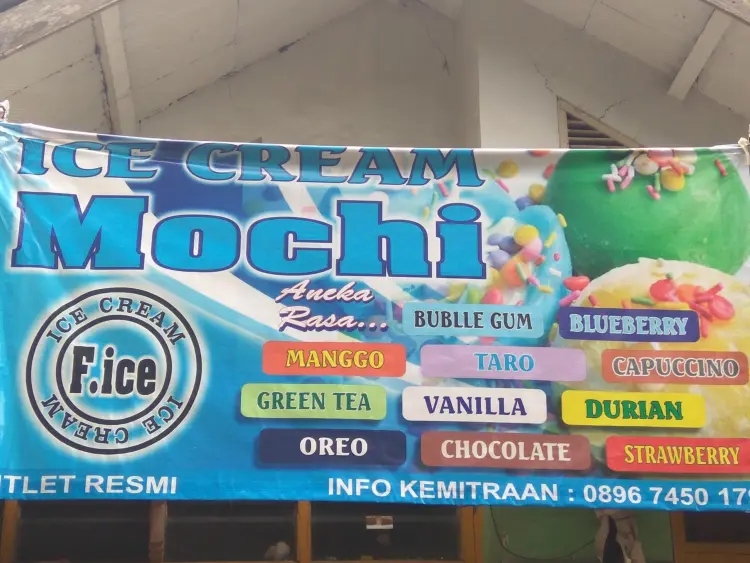 ICE CREAM
Mochi
Aneka
Rasa...
BUBLLE GUM BLUEBERRY
MANGGO TARO CAPUCCINO
GREEN TEA VANILLA DURIAN
OREO CHOCOLATE STRAWBERRY
ICE CREAM
F.ice
ICE CREAM
TLET RESMI INFO KEMITRAAN : 0896 7450 17